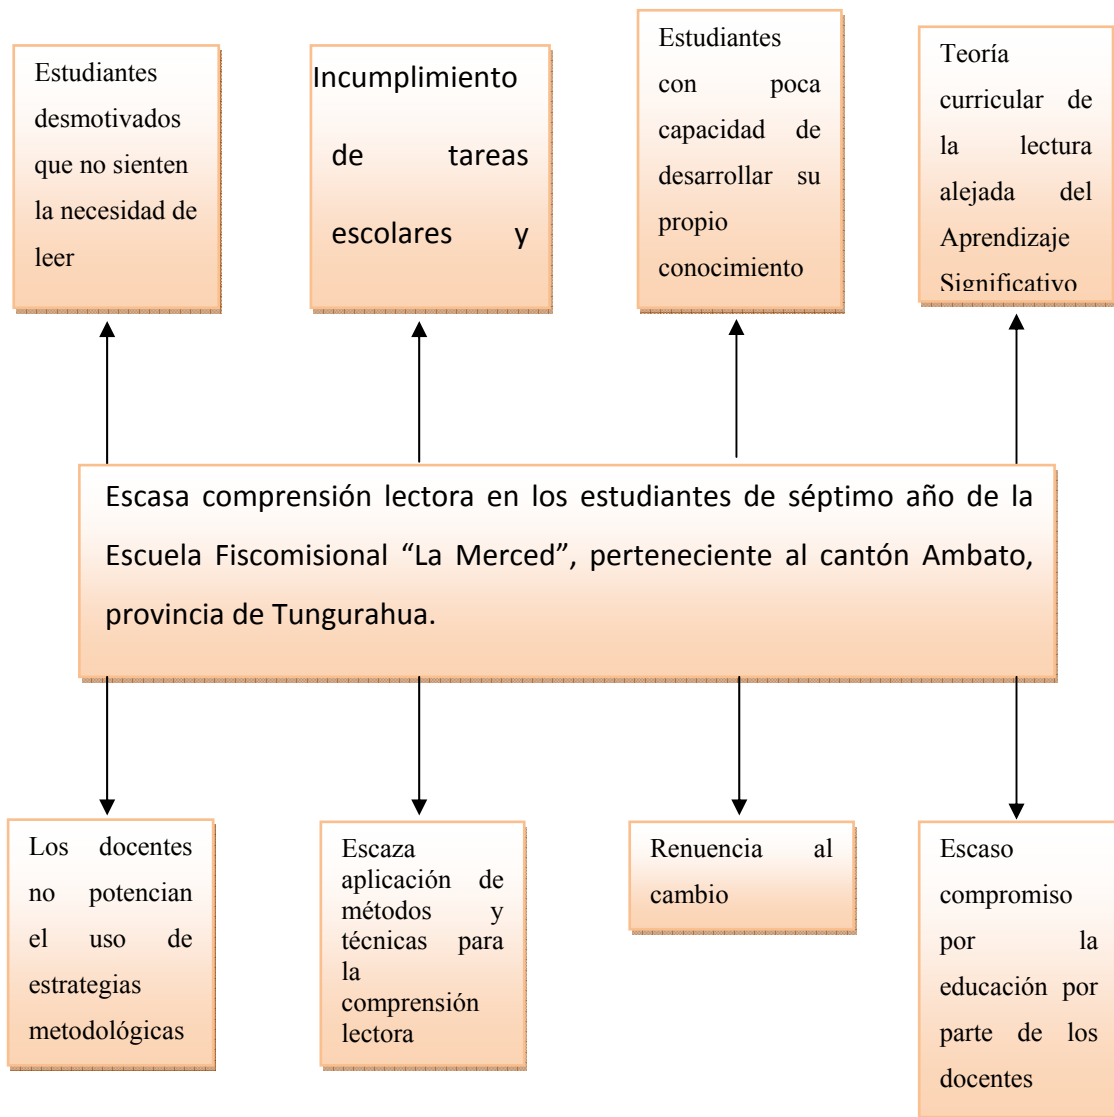 Estudiantes
desmotivados
que no sienten
la necesidad de
leer
Incumplimiento
de tareas
escolares y
Estudiantes
con poca
capacidad de
desarrollar su
propio
conocimiento
Teoría
curricular de
la lectura
alejada del
Aprendizaje
Significativo
Escasa comprensión lectora en los estudiantes de séptimo año de la
Escuela Fiscomisional “La Merced”, perteneciente al cantón Ambato,
provincia de Tungurahua.
Los docentes
no potencian
el uso de
estrategias
metodológicas
Escaza
aplicación de
métodos y
técnicas para
la
comprensión
lectora
Renuencia al
cambio
Escaso
compromiso
por la
educación por
parte de los
docentes